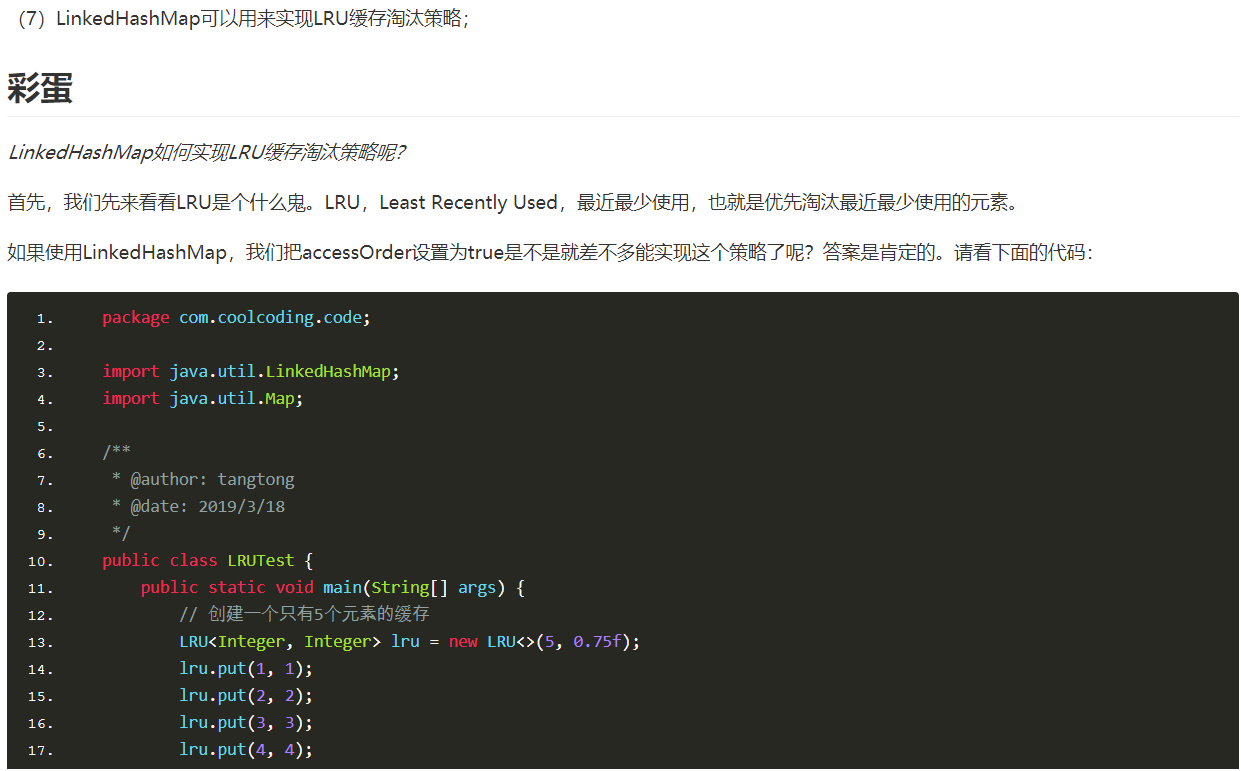 （7）LinkedHashMap可以用来实现LRU缓存淘汰策略；
彩蛋
LinkedHashMap如何实现LRU缓存淘汰策略呢？
首先，我们先来看看LRU是个什么鬼。LRU，Least Recently Used，最近最少使用，也就是优先淘汰最近最少使用的元素。
如果使用LinkedHashMap，我们把accessOrder设置为true是不是就差不多能实现这个策略了呢？答案是肯定的。请看下面的代码：
1. package com.coolcoding.code;
2.
3. import java.util.LinkedHashMap;
4. import java.util.Map;
5.
6. /**
7. * @author: tangtong
8. * @date: 2019/3/18
9. */
10. public class LRUTest {
11. public static void main(String[] args) {
12. // 创建一个只有5个元素的缓存
13. LRU<Integer, Integer> lru = new LRU<>(5, 0.75f);
14. lru.put(1, 1);
15. lru.put(2, 2);
16. lru.put(3, 3);
17. lru.put(4, 4);